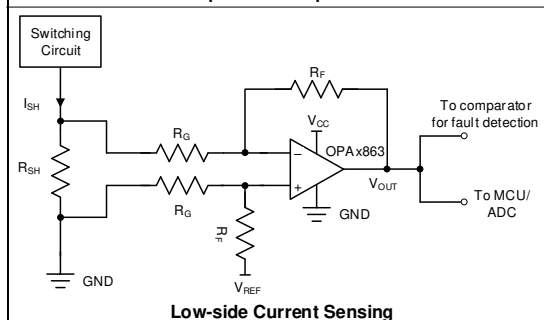 Switching
Circuit
I_SH
R_F
To comparator
for fault detection
R_G
V_CC
OPAx863
R_SH
V_OUT
R_G
GND
To MCU/
ADC
R_F
GND
V_REF
Low-side Current Sensing